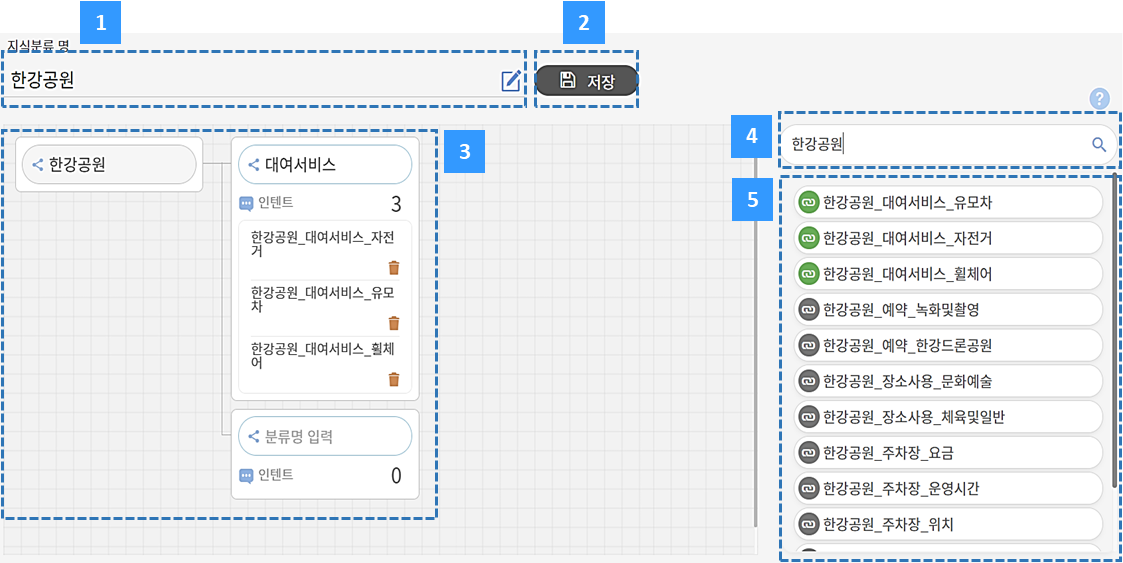 1
2
지식분류 명
한강공원
저장
?
3
4
5
한강공원
대여서비스
인텐트 3
한강공원_대여서비스_자전
거
한강공원_대여서비스_유모
차
한강공원_대여서비스_휠체
어
분류명 입력
인텐트 0
한강공원
한강공원_대여서비스_유모차
한강공원_대여서비스_자전거
한강공원_대여서비스_휠체어
한강공원_예약_녹화및촬영
한강공원_예약_한강드론공원
한강공원_장소사용_문화예술
한강공원_장소사용_체육및일반
한강공원_주차장_요금
한강공원_주차장_운영시간
한강공원_주차장_위치